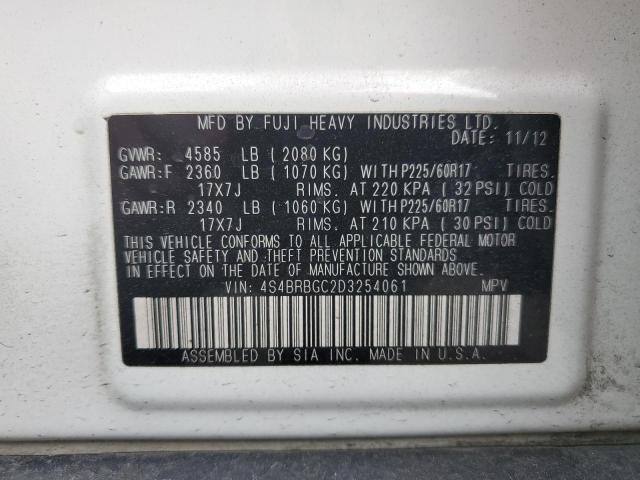 MFD BY FUJI HEAVY INDUSTRIES LTD.
DATE: 11/12
GVWR: 4585 LB (2080 KG)
GAWR:F 2360 LB (1070 KG) WITH P225/60R17 TIRES.
17X7J RIMS. AT 220 KPA (32 PSI) COLD
GAWR:R 2340 LB (1060 KG) WITH P225/60R17 TIRES.
17X7J RIMS. AT 210 KPA (30 PSI) COLD
THIS VEHICLE CONFORMS TO ALL APPLICABLE FEDERAL MOTOR
VEHICLE SAFETY AND THEFT PREVENTION STANDARDS
IN EFFECT ON THE DATE OF MANUFACTURE SHOWN ABOVE.
VIN: 4S4BRBGC2D3254061 MPV
ASSEMBLED BY SIA INC. MADE IN U.S.A.